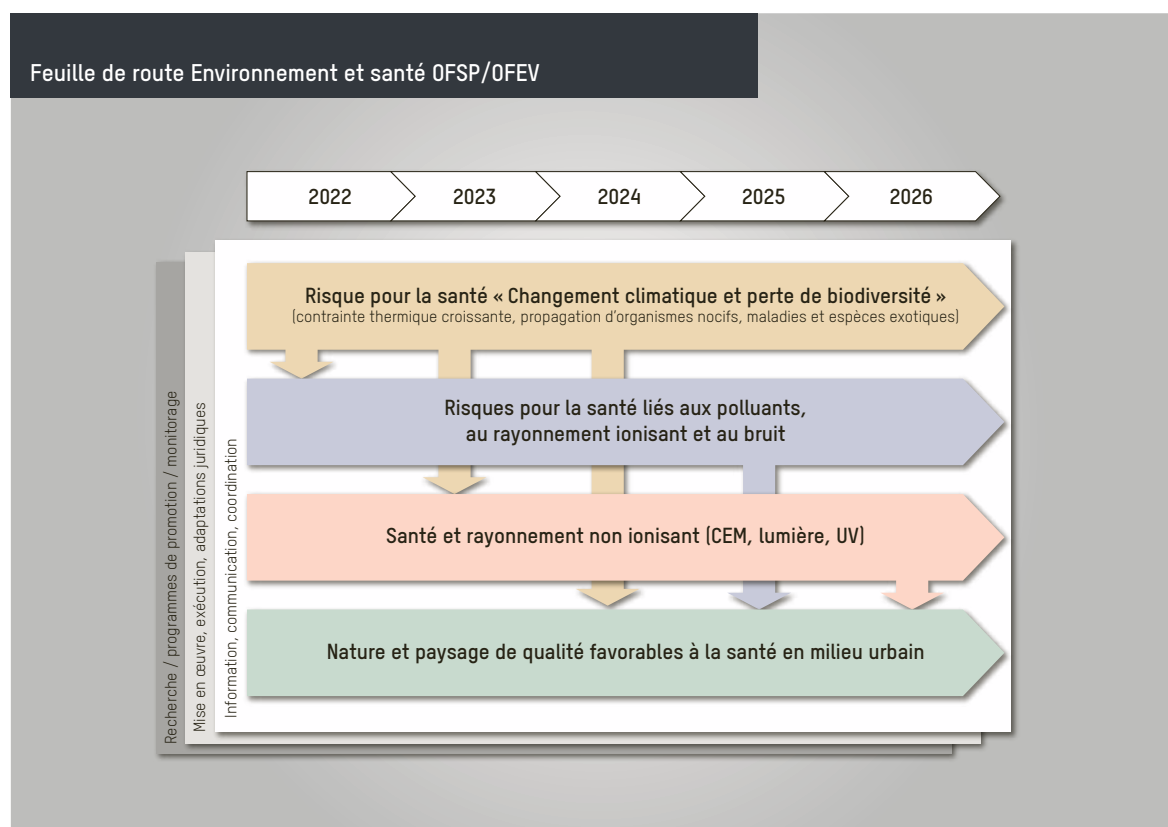 Feuille de route Environnement et santé OFSP/OFEV
2022
2023
2024
2025
2026
Risque pour la santé « Changement climatique et perte de biodiversité »
(contrainte thermique croissante, propagation d'organismes nocifs, maladies et espèces exotiques)
Risques pour la santé liés aux polluants,
au rayonnement ionisant et au bruit
Santé et rayonnement non ionisant (CEM, lumière, UV)
Nature et paysage de qualité favorables à la santé en milieu urbain
Recherche / programmes de promotion / monitorage
Mise en œuvre, exécution, adaptations juridiques
Information, communication, coordination